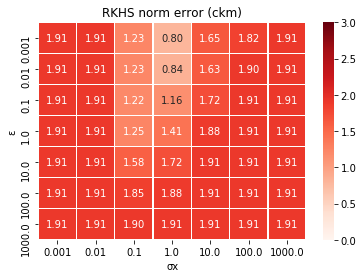 RKHS norm error (ckm)
1.91 1.91 1.23 0.80 1.65 1.82 1.91
1.91 1.91 1.23 0.84 1.63 1.90 1.91
1.91 1.91 1.22 1.16 1.72 1.91 1.91
1.91 1.91 1.25 1.41 1.88 1.91 1.91
1.91 1.91 1.58 1.72 1.91 1.91 1.91
1.91 1.91 1.85 1.88 1.91 1.91 1.91
1.91 1.91 1.90 1.91 1.91 1.91 1.91
0.001
0.01
0.1
1.0
10.0
100.0
1000.0
ε
0.001 0.01 0.1 1.0 10.0 100.0 1000.0
σx
3.0
2.5
2.0
1.5
1.0
0.5
0.0